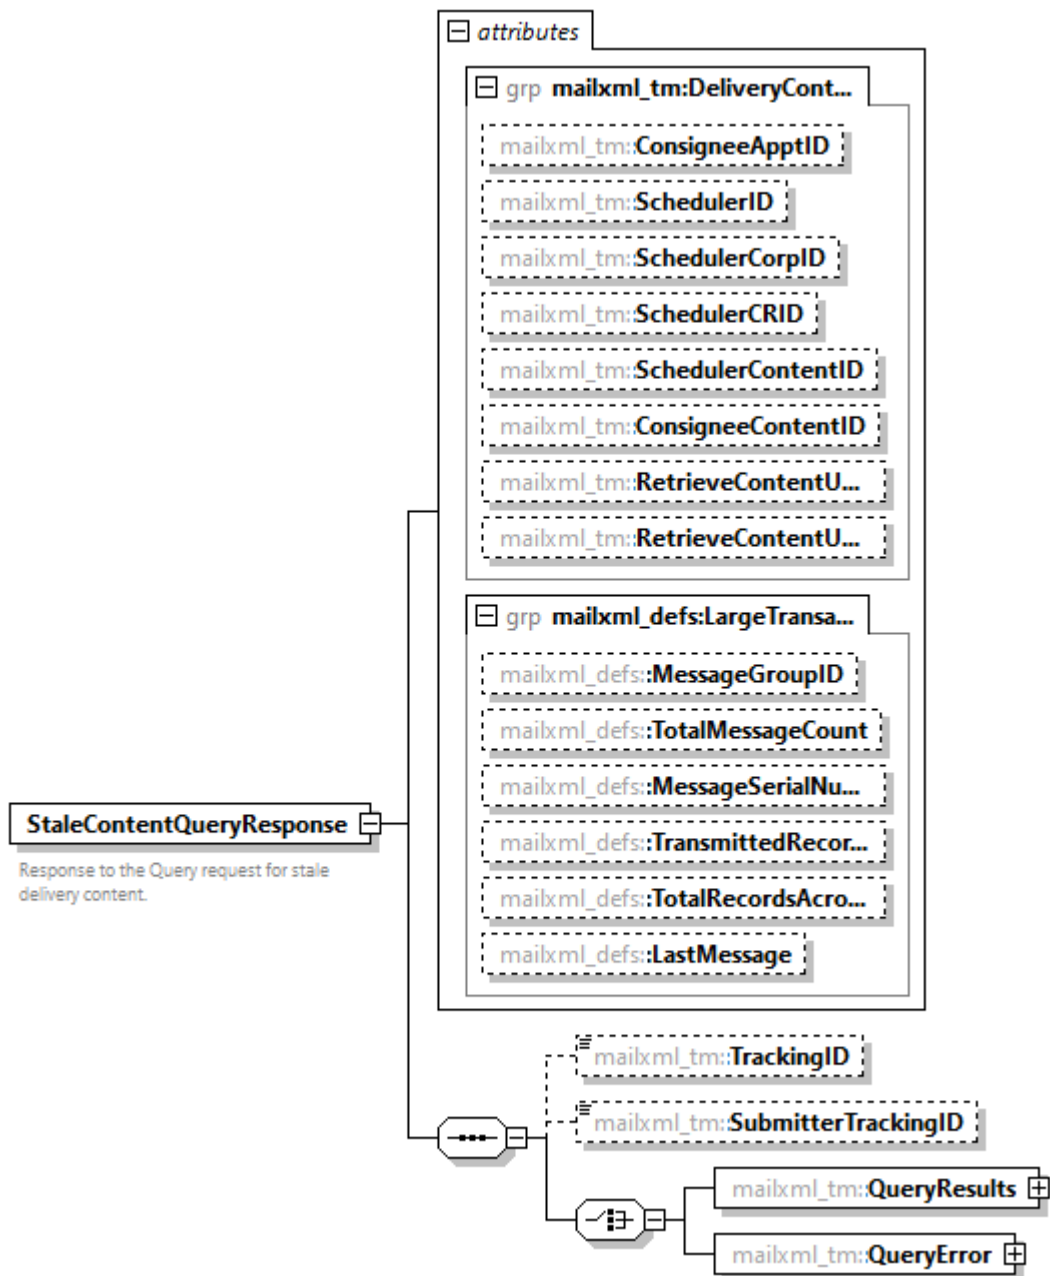 attributes
grp mailxml_tm:DeliveryCont...
mailxml_tm::ConsigneeApptID
mailxml_tm::SchedulerID
mailxml_tm::SchedulerCorpID
mailxml_tm::SchedulerCRID
mailxml_tm::SchedulerContentID
mailxml_tm::ConsigneeContentID
mailxml_tm::RetrieveContentU...
mailxml_tm::RetrieveContentU...
grp mailxml_defs:LargeTransa...
mailxml_defs::MessageGroupID
mailxml_defs::TotalMessageCount
mailxml_defs::MessageSerialNu...
mailxml_defs::TransmittedRecor...
mailxml_defs::TotalRecordsAcro...
mailxml_defs::LastMessage
StaleContentQueryResponse
Response to the Query request for stale
delivery content.
mailxml_tm::TrackingID
mailxml_tm::SubmitterTrackingID
mailxml_tm::QueryResults
mailxml_tm::QueryError